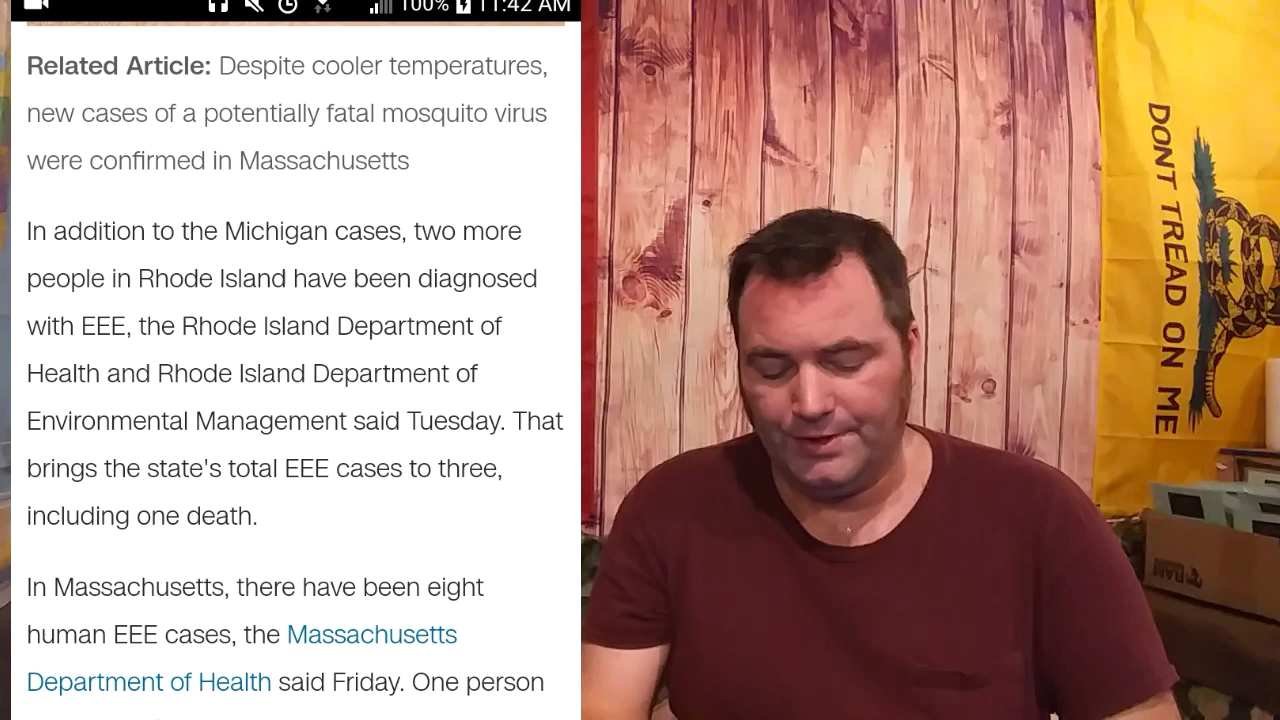 100% 11:42 AM
Related Article: Despite cooler temperatures,
new cases of a potentially fatal mosquito virus
were confirmed in Massachusetts
In addition to the Michigan cases, two more
people in Rhode Island have been diagnosed
with EEE, the Rhode Island Department of
Health and Rhode Island Department of
Environmental Management said Tuesday. That
brings the state's total EEE cases to three,
including one death.
In Massachusetts, there have been eight
human EEE cases, the Massachusetts
Department of Health said Friday. One person
DONT TREAD ON ME